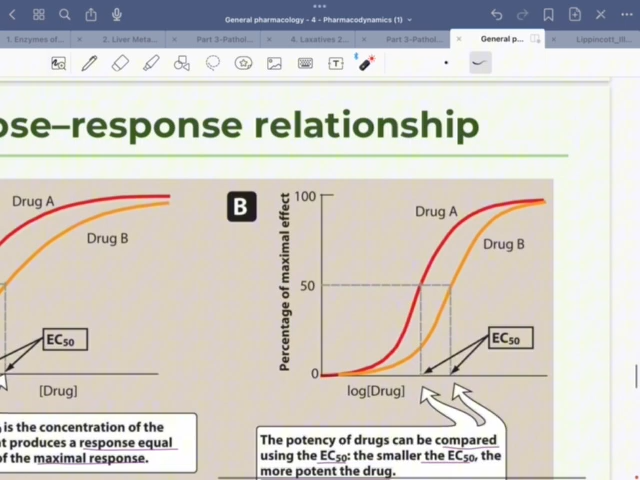 General pharmacology - 4 - Pharmacodynamics (1)
1. Enzymes of...
2. Liver Meta...
Part 3-Pathol...
4. Laxatives 2...
Part 3-Pathol...
General p...
Lippincott_Ill...
ose–response relationship
Drug A
Drug B
EC50
[Drug]
is the concentration of the
t produces a response equal
of the maximal response.
B
Percentage of maximal effect
100
50
0
Drug A
Drug B
EC50
log[Drug]
The potency of drugs can be compared
using the EC50: the smaller the EC50, the
more potent the drug.